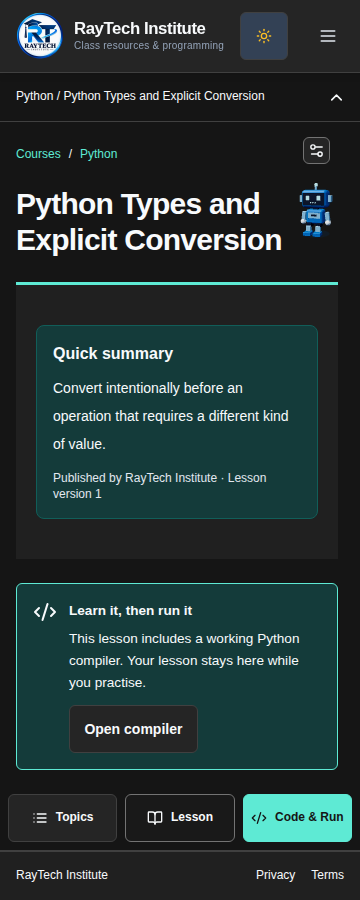 RT
RAYTECH
RayTech Institute
Class resources & programming
Python / Python Types and Explicit Conversion
Courses / Python
Python Types and
Explicit Conversion
Quick summary
Convert intentionally before an
operation that requires a different kind
of value.
Published by RayTech Institute · Lesson
version 1
Learn it, then run it
This lesson includes a working Python
compiler. Your lesson stays here while
you practise.
Open compiler
Topics Lesson Code & Run
RayTech Institute Privacy Terms